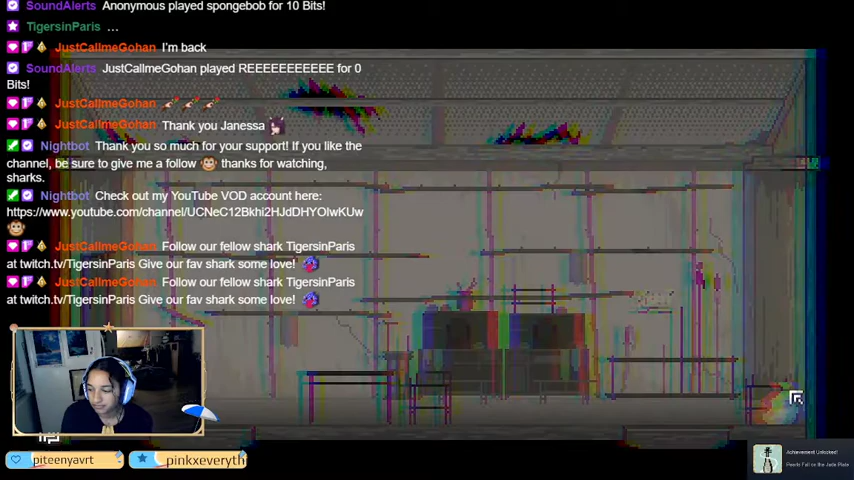 SoundAlerts Anonymous played spongebob for 10 Bits!
TigersinParis ...
JustCallmeGohan I'm back
SoundAlerts JustCallmeGohan played REEEEEEEEEEE for 0
Bits!
JustCallmeGohan
JustCallmeGohan Thank you Janessa
Nightbot Thank you so much for your support! If you like the
channel, be sure to give me a follow thanks for watching,
sharks.
Nightbot Check out my YouTube VOD account here:
https://www.youtube.com/channel/UCNeC12Bkhi2HJdDHYOIwKUw
JustCallmeGohan Follow our fellow shark TigersinParis
at twitch.tv/TigersinParis Give our fav shark some love!
JustCallmeGohan Follow our fellow shark TigersinParis
at twitch.tv/TigersinParis Give our fav shark some love!
piteenyavrt
pinkxeveryth
Achievement Unlocked!